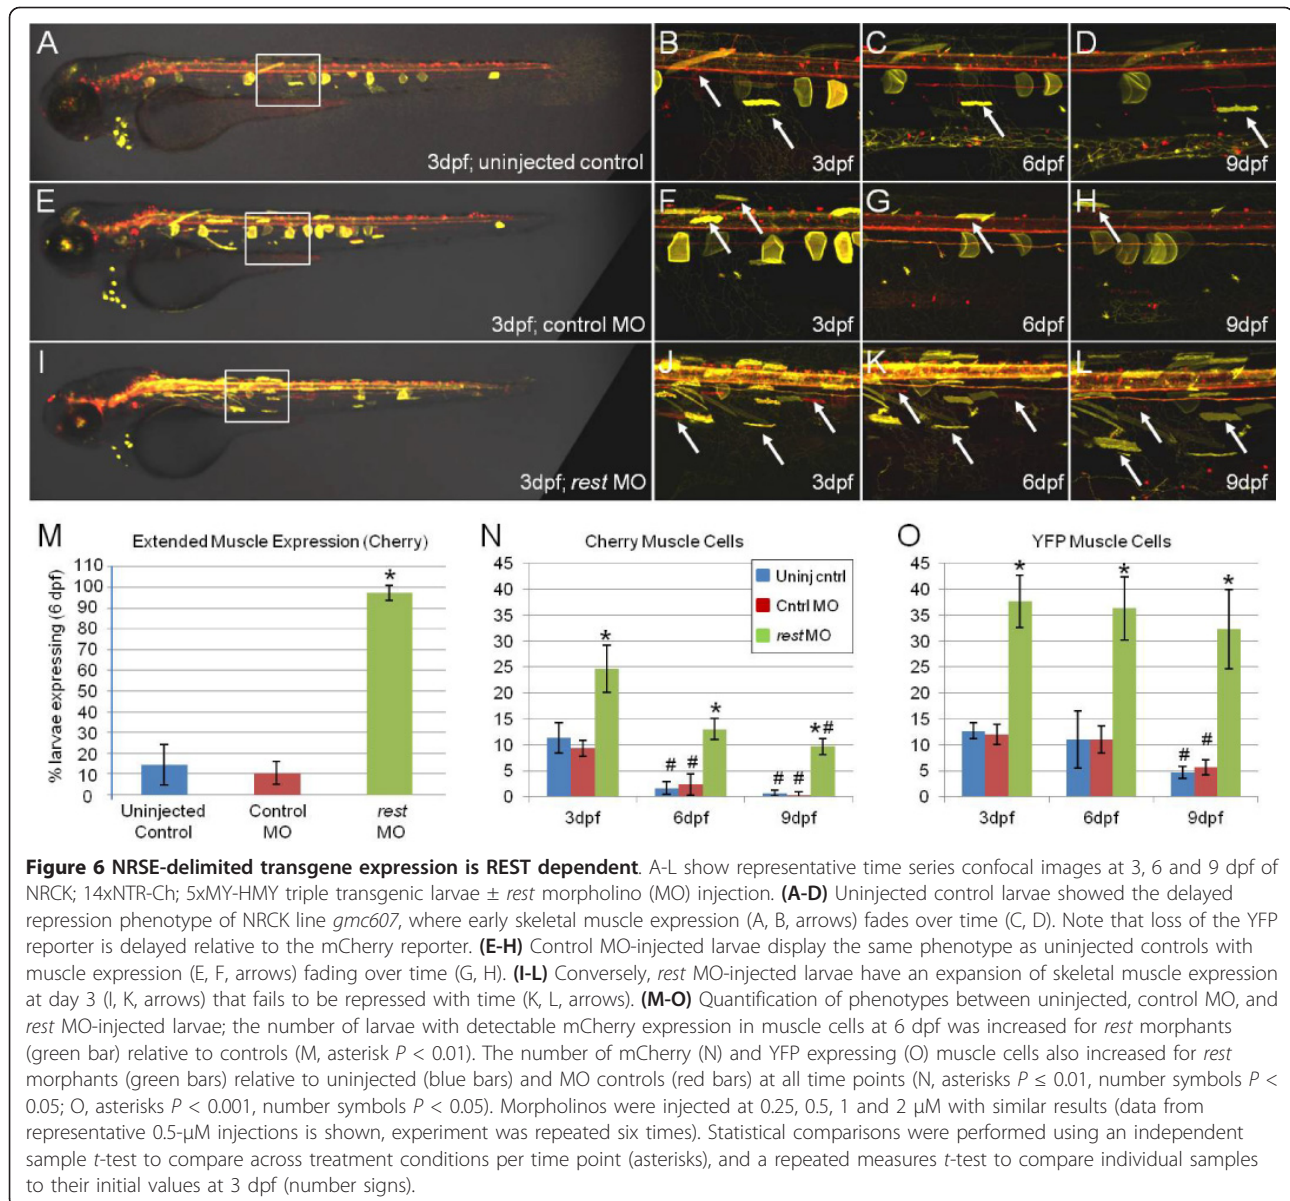 A
3dpf; uninjected control
B
3dpf
C
6dpf
D
9dpf
E
3dpf; control MO
F
3dpf
G
6dpf
H
9dpf
I
3dpf; rest MO
J
3dpf
K
6dpf
L
9dpf
M
Extended Muscle Expression (Cherry)
% larvae expressing (6 dpf)
110
100
90
80
70
60
50
40
30
20
10
0
*
Uninjected
Control
Control
MO
rest
MO
N
Cherry Muscle Cells
45
40
35
30
25
20
15
10
5
0
Uninj cntrl
Cntrl MO
rest MO
*
# # *
# # *#
3dpf
6dpf
9dpf
O
YFP Muscle Cells
45
40
35
30
25
20
15
10
5
0
*
*
# # *
3dpf
6dpf
9dpf
Figure 6 NRSE-delimited transgene expression is REST dependent. A-L show representative time series confocal images at 3, 6 and 9 dpf of
NRCK; 14xNTR-Ch; 5xMY-HMY triple transgenic larvae ± rest morpholino (MO) injection. (A-D) Uninjected control larvae showed the delayed
repression phenotype of NRCK line gmc607, where early skeletal muscle expression (A, B, arrows) fades over time (C, D). Note that loss of the YFP
reporter is delayed relative to the mCherry reporter. (E-H) Control MO-injected larvae display the same phenotype as uninjected controls with
muscle expression (E, F, arrows) fading over time (G, H). (I-L) Conversely, rest MO-injected larvae have an expansion of skeletal muscle expression
at day 3 (I, K, arrows) that fails to be repressed with time (K, L, arrows). (M-O) Quantification of phenotypes between uninjected, control MO, and
rest MO-injected larvae; the number of larvae with detectable mCherry expression in muscle cells at 6 dpf was increased for rest morphants
(green bar) relative to controls (M, asterisk P < 0.01). The number of mCherry (N) and YFP expressing (O) muscle cells also increased for rest
morphants (green bars) relative to uninjected (blue bars) and MO controls (red bars) at all time points (N, asterisks P ≤ 0.01, number symbols P <
0.05; O, asterisks P < 0.001, number symbols P < 0.05). Morpholinos were injected at 0.25, 0.5, 1 and 2 μM with similar results (data from
representative 0.5-μM injections is shown, experiment was repeated six times). Statistical comparisons were performed using an independent
sample t-test to compare across treatment conditions per time point (asterisks), and a repeated measures t-test to compare individual samples
to their initial values at 3 dpf (number signs).